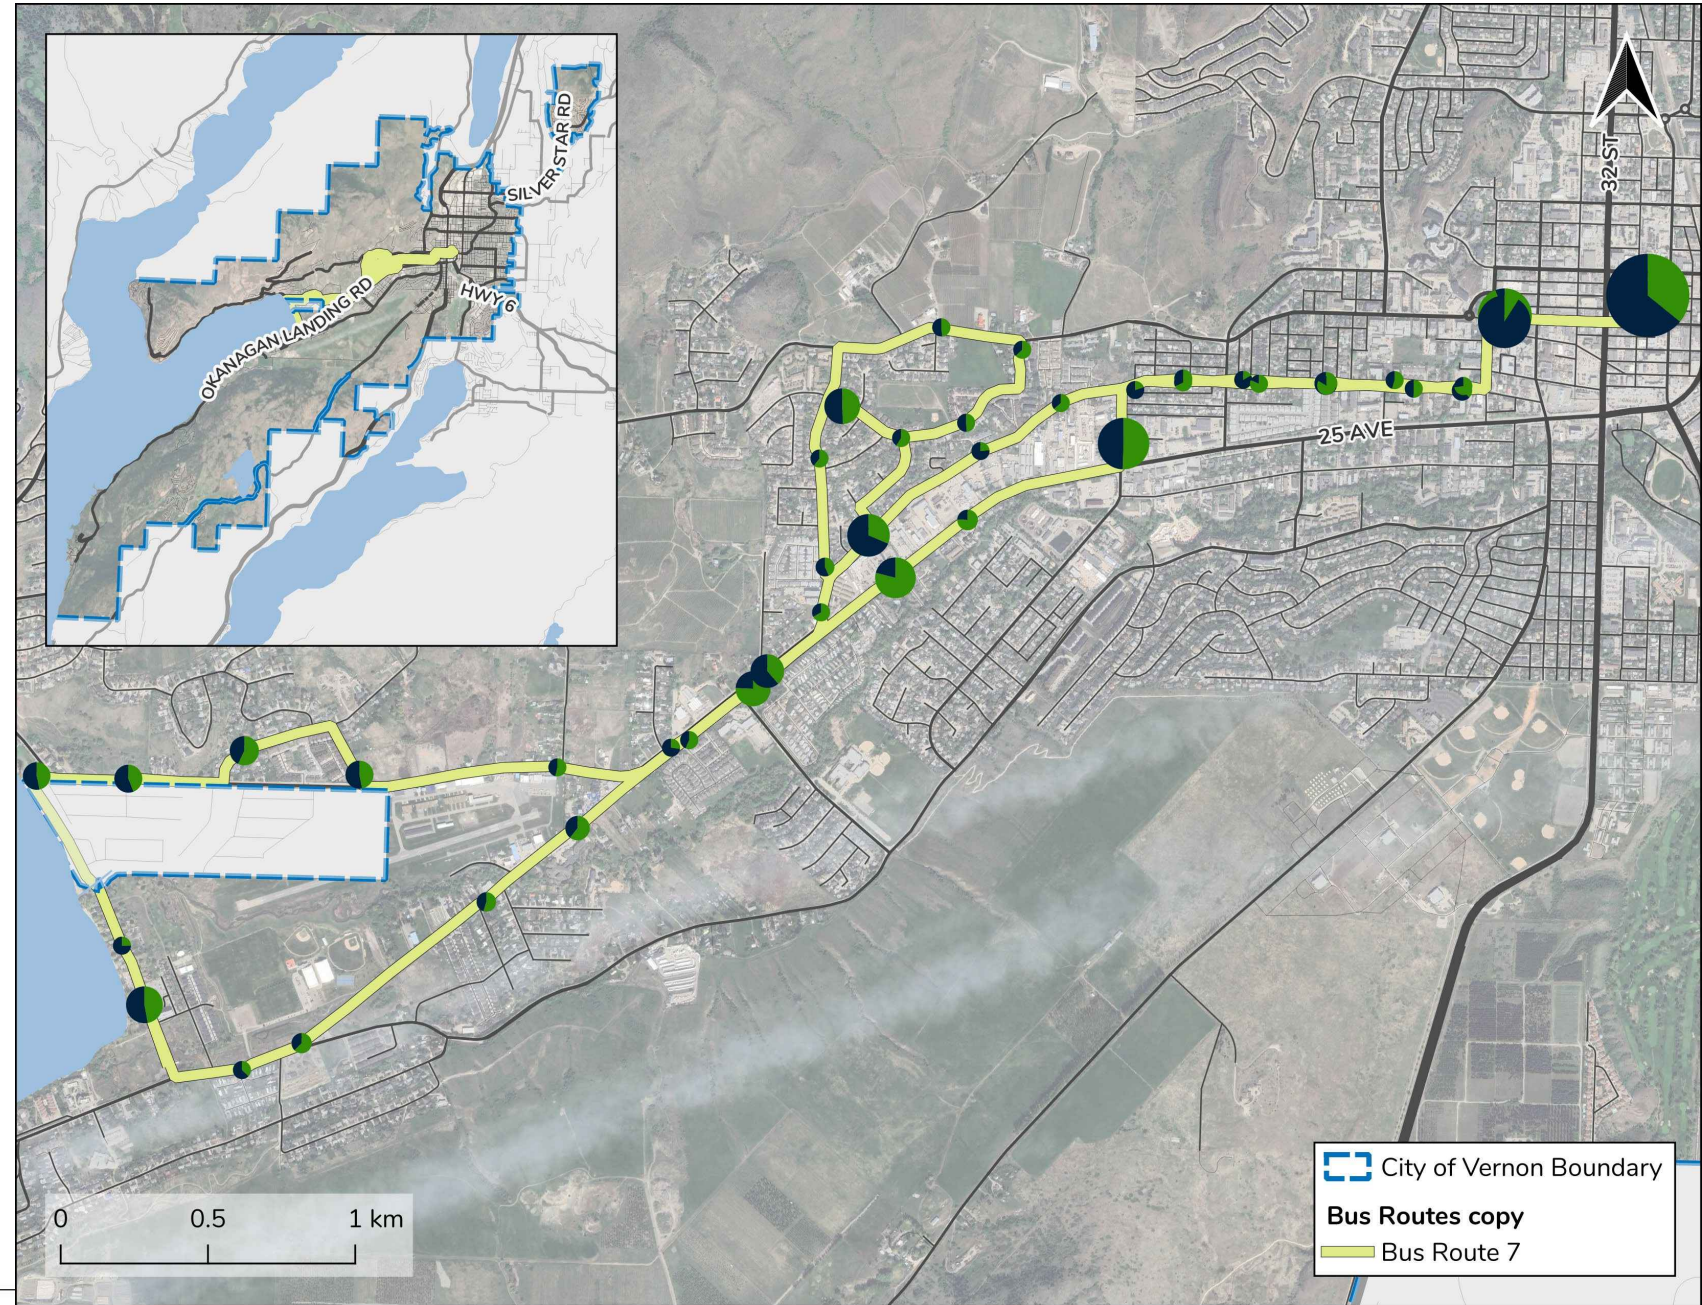 SILVER STAR RD
HWY 6
OKANAGAN LANDING RD
32 ST
25 AVE
0 0.5 1 km
City of Vernon Boundary
Bus Routes copy
Bus Route 7